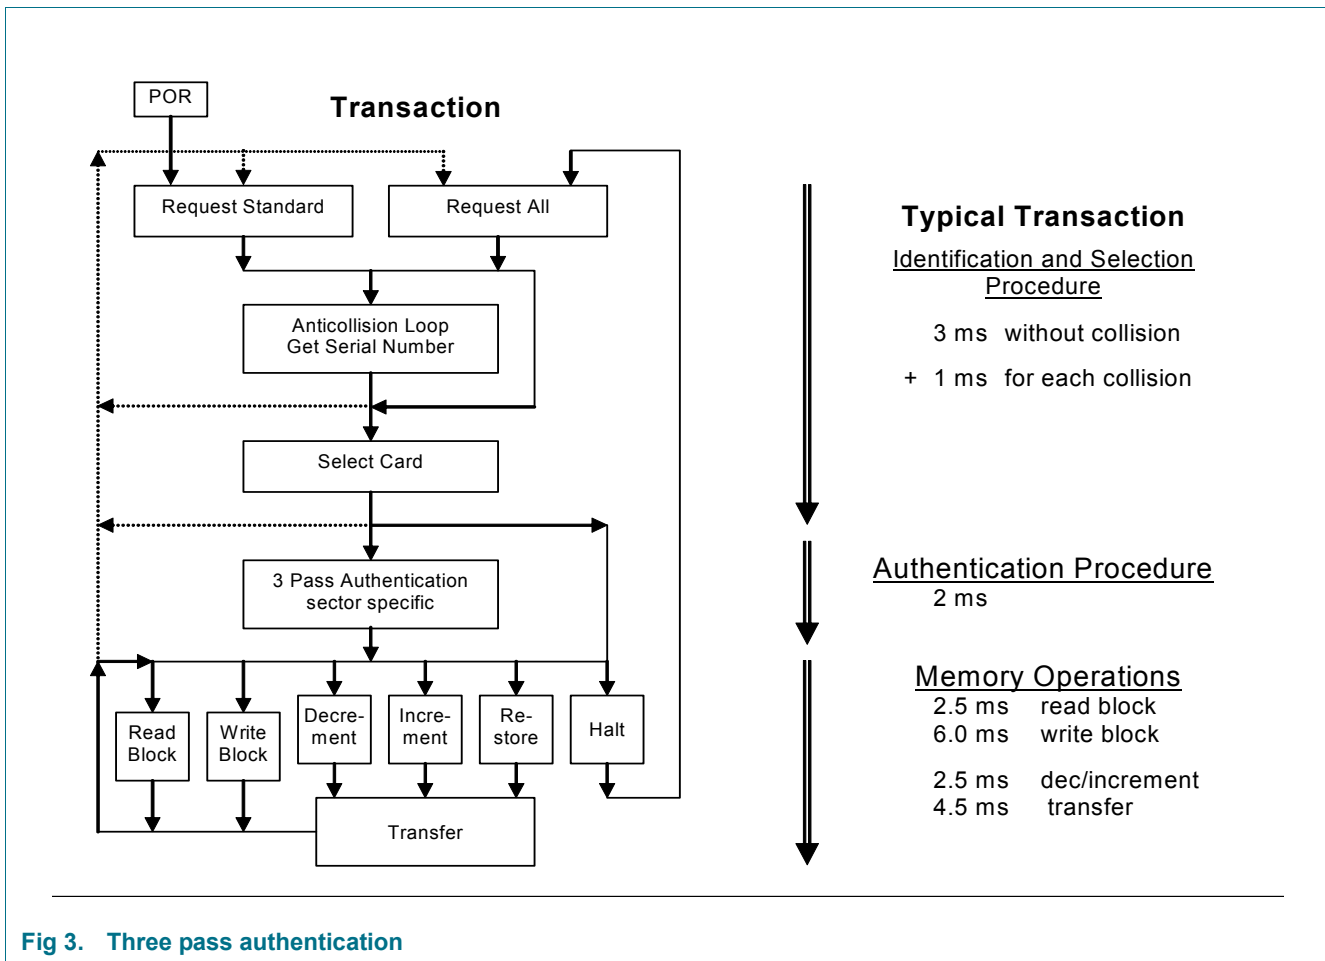 POR
Transaction
Request Standard
Request All
Anticollision Loop
Get Serial Number
Select Card
3 Pass Authentication
sector specific
Read
Block
Write
Block
Decre-
ment
Incre-
ment
Re-
store
Halt
Transfer
Typical Transaction
Identification and Selection
Procedure
3 ms without collision
+ 1 ms for each collision
Authentication Procedure
2 ms
Memory Operations
2.5 ms read block
6.0 ms write block
2.5 ms dec/increment
4.5 ms transfer
Fig 3. Three pass authentication